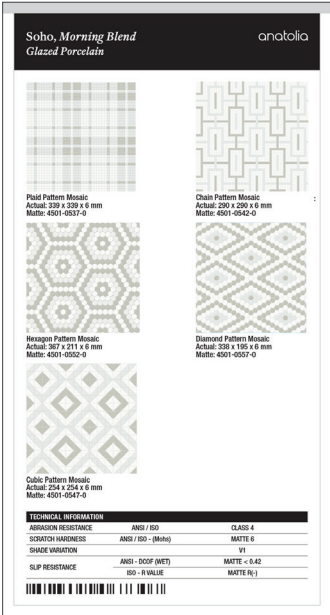 Soho, Morning Blend
Glazed Porcelain
anatolia
Plaid Pattern Mosaic
Actual: 339 x 339 x 6 mm
Matte: 4501-0537-0
Chain Pattern Mosaic
Actual: 290 x 290 x 6 mm
Matte: 4501-0542-0
Hexagon Pattern Mosaic
Actual: 367 x 211 x 6 mm
Matte: 4501-0552-0
Diamond Pattern Mosaic
Actual: 338 x 195 x 6 mm
Matte: 4501-0557-0
Cubic Pattern Mosaic
Actual: 254 x 254 x 6 mm
Matte: 4501-0547-0
TECHNICAL INFORMATION
ABRASION RESISTANCE ANSI / ISO CLASS 4
SCRATCH HARDNESS ANSI / ISO - (Mohs) MATTE 6
SHADE VARIATION V1
SLIP RESISTANCE ANSI - DCOF (WET) MATTE < 0.42
ISO - R VALUE MATTE R(-)